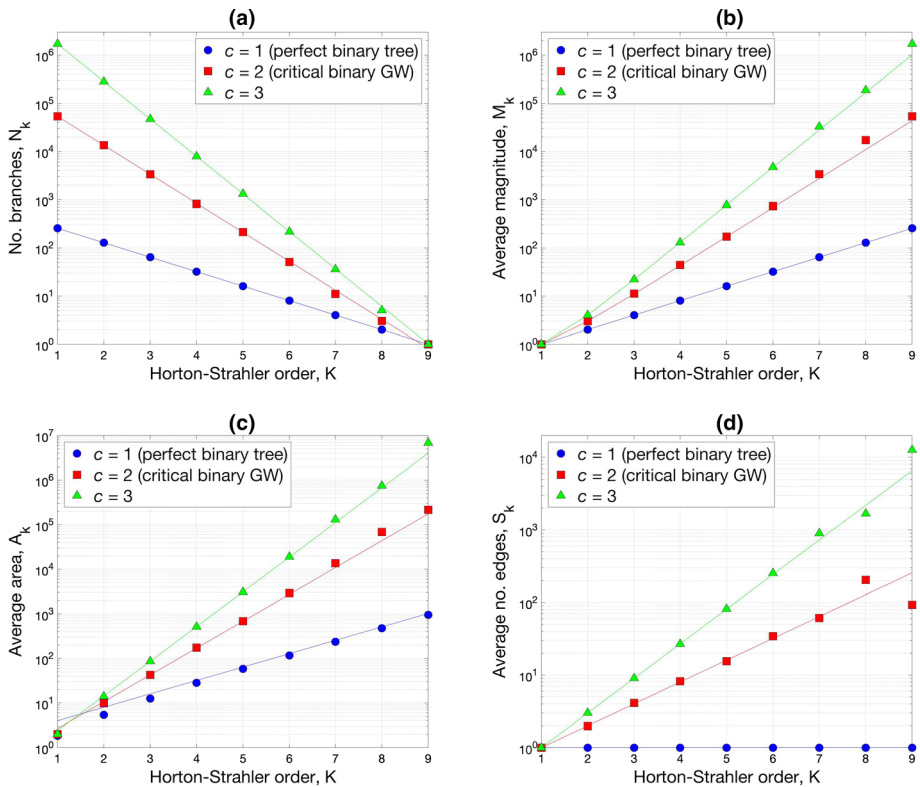 (a)
No. branches, N_k
10^6
10^5
10^4
10^3
10^2
10^1
10^0
c = 1 (perfect binary tree)
c = 2 (critical binary GW)
c = 3
1 2 3 4 5 6 7 8 9
Horton-Strahler order, K
(b)
Average magnitude, M_k
10^6
10^5
10^4
10^3
10^2
10^1
10^0
c = 1 (perfect binary tree)
c = 2 (critical binary GW)
c = 3
1 2 3 4 5 6 7 8 9
Horton-Strahler order, K
(c)
Average area, A_k
10^7
10^6
10^5
10^4
10^3
10^2
10^1
10^0
c = 1 (perfect binary tree)
c = 2 (critical binary GW)
c = 3
1 2 3 4 5 6 7 8 9
Horton-Strahler order, K
(d)
Average no. edges, S_k
10^4
10^3
10^2
10^1
10^0
c = 1 (perfect binary tree)
c = 2 (critical binary GW)
c = 3
1 2 3 4 5 6 7 8 9
Horton-Strahler order, K